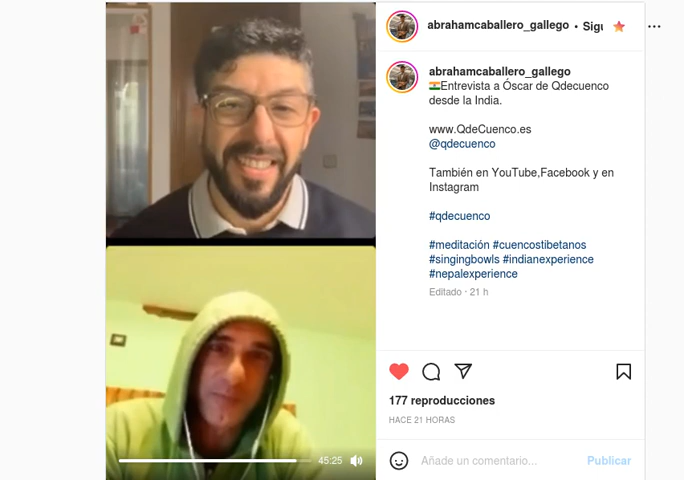 abrahamcaballero_gallego • Sigu
abrahamcaballero_gallego
Entrevista a Óscar de Qdecuenco
desde la India.
www.QdeCuenco.es
@qdecuenco
También en YouTube,Facebook y en
Instagram
#qdecuenco
#meditación #cuencostibetanos
#singingbowls #indianexperience
#nepalexperience
Editado · 21 h
177 reproducciones
HACE 21 HORAS
45:25
Añade un comentario... Publicar